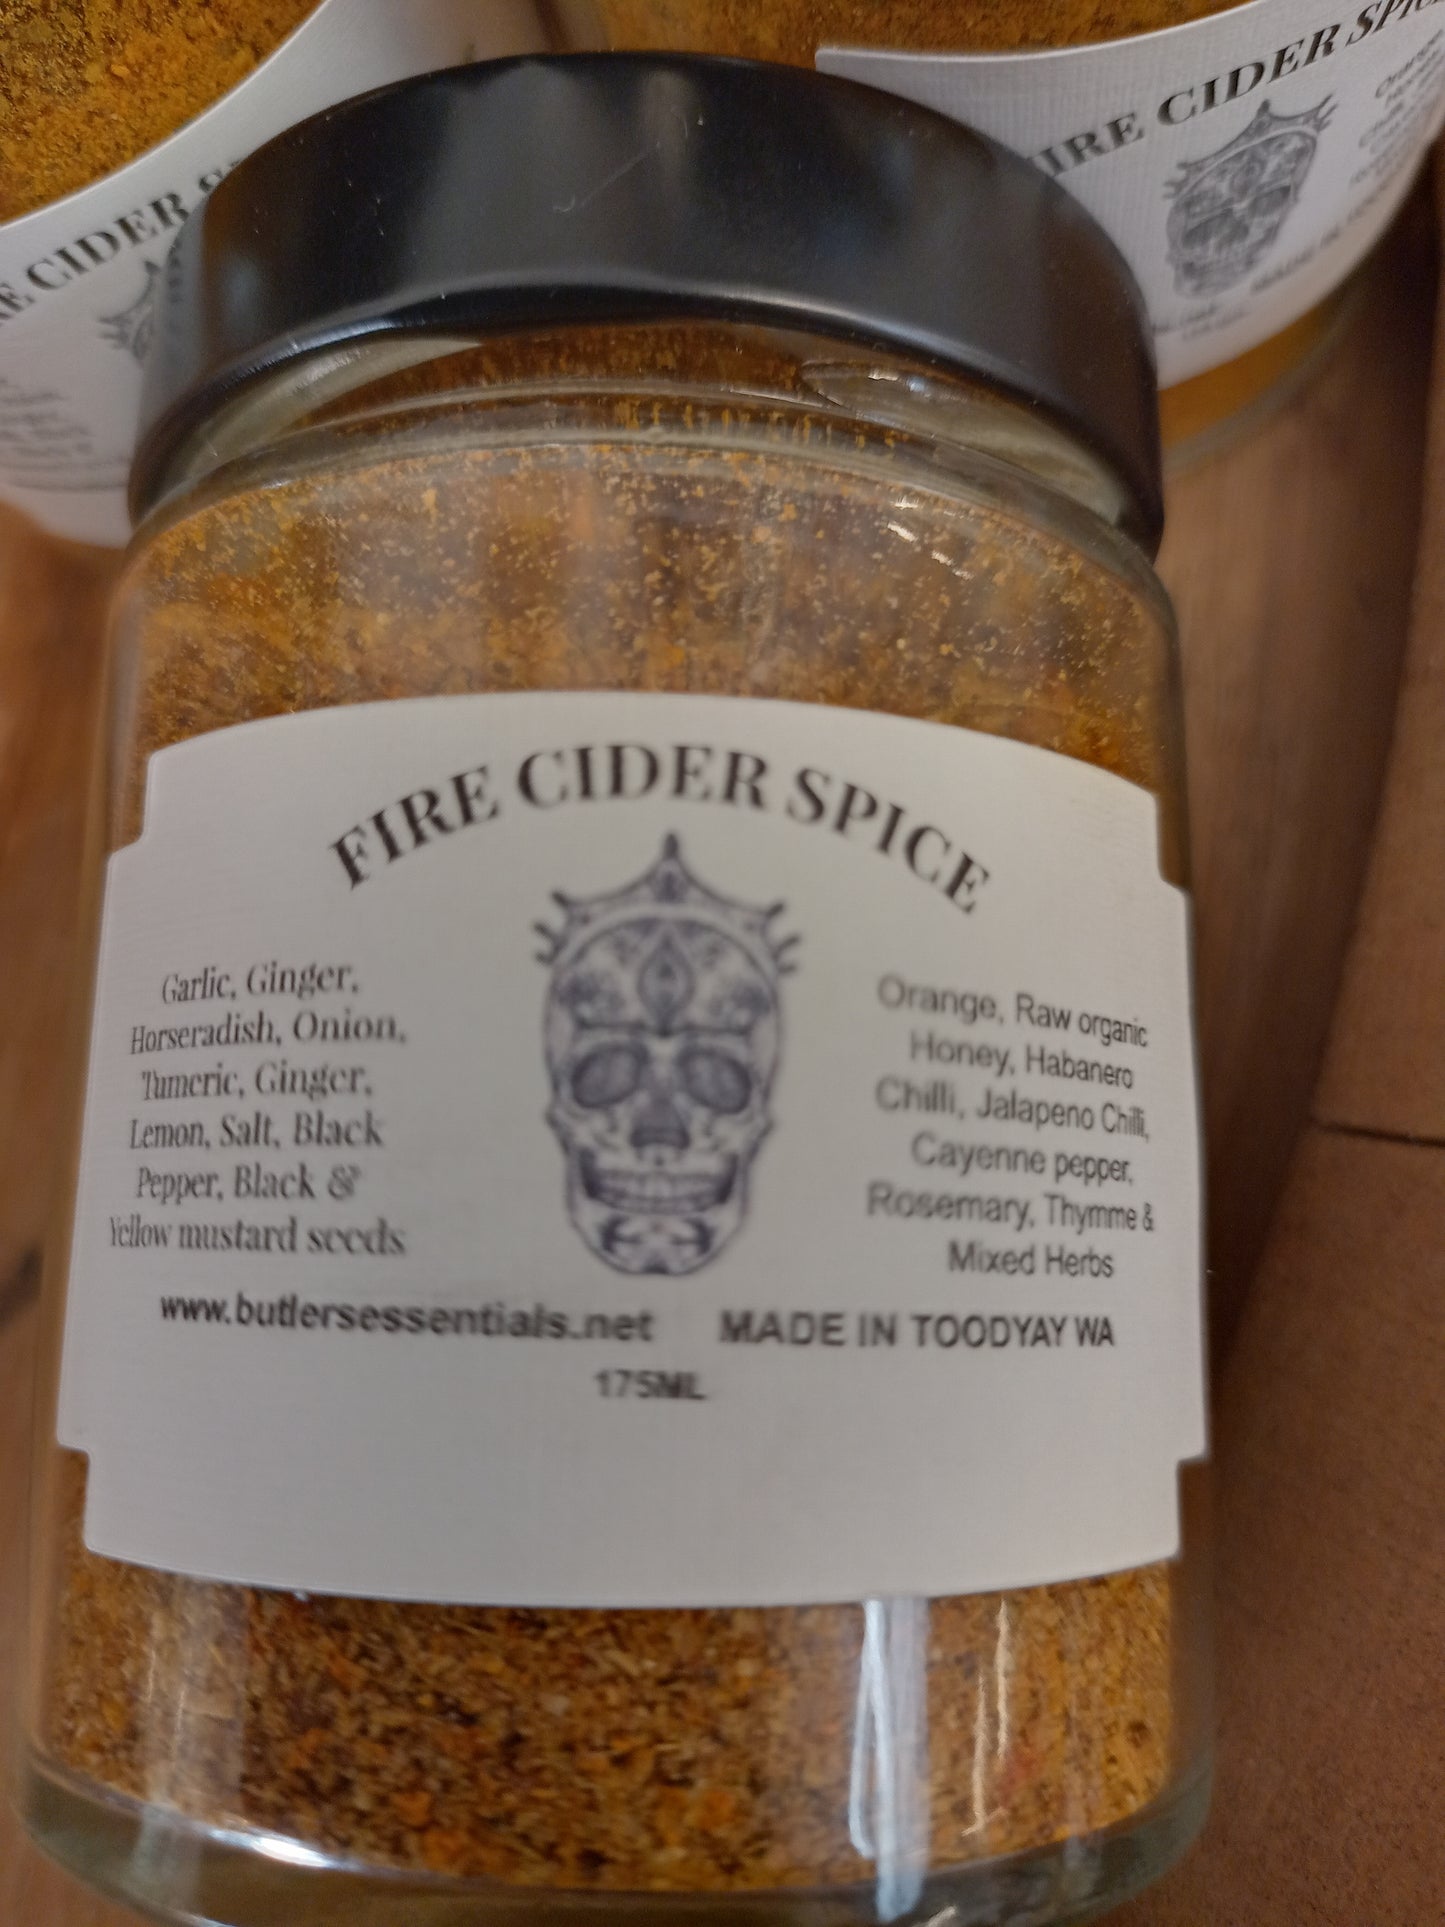 FIRE CIDER SPICE
Garlic, Ginger,
Horseradish, Onion,
Tumeric, Ginger,
Lemon, Salt, Black
Pepper, Black &
Yellow mustard seeds
Orange, Raw organic
Honey, Habanero
Chilli, Jalapeno Chilli,
Cayenne pepper,
Rosemary, Thymme &
Mixed Herbs
www.butlersessentials.net MADE IN TOODYAY WA
175ML
CIDER
CIDER